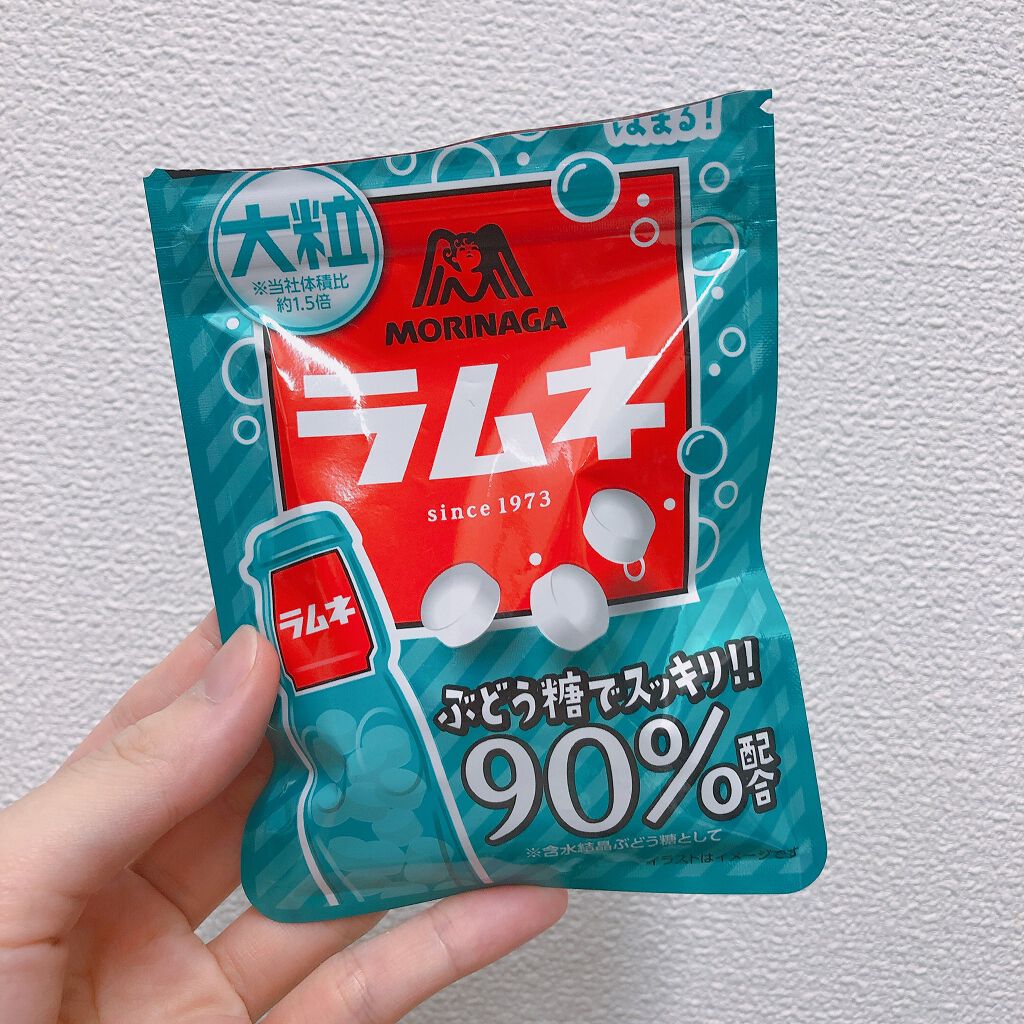 はまる!
大粒
※当社体積比
約1.5倍
MORINAGA
ラムネ
since 1973
ラムネ
ぶどう糖でスッキリ!!
90%配合
※含水結晶ぶどう糖として
イラストはイメージです